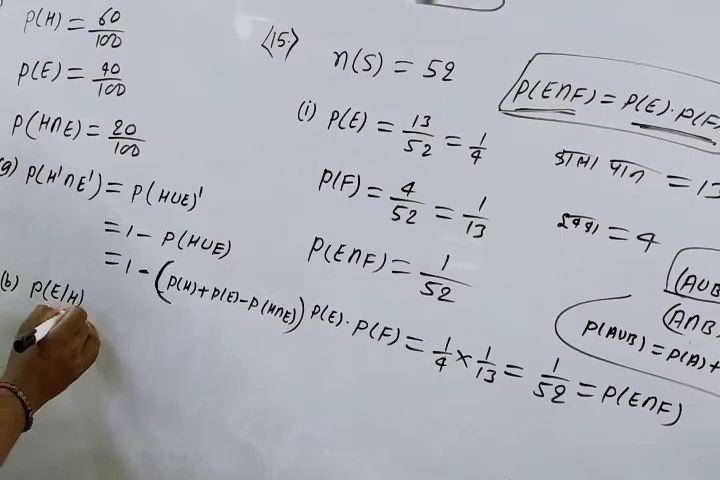 P(H) = 60/100
P(E) = 40/100
P(H∩E) = 20/100
(a) P(H'∩E') = P(H∪E)'
= 1 - P(H∪E)
= 1 - (P(H)+P(E)-P(H∩E))
(b) P(E/H)
<15.> n(S) = 52
(i) P(E) = 13/52 = 1/4
P(F) = 4/52 = 1/13
P(E∩F) = 1/52
P(E). P(F) = 1/4 × 1/13 = 1/52 = P(E∩F)
P(E∩F) = P(E). P(F)
पान = 13
इक्का = 4
(A∪B
(A∩B
P(A∪B) = P(A)+